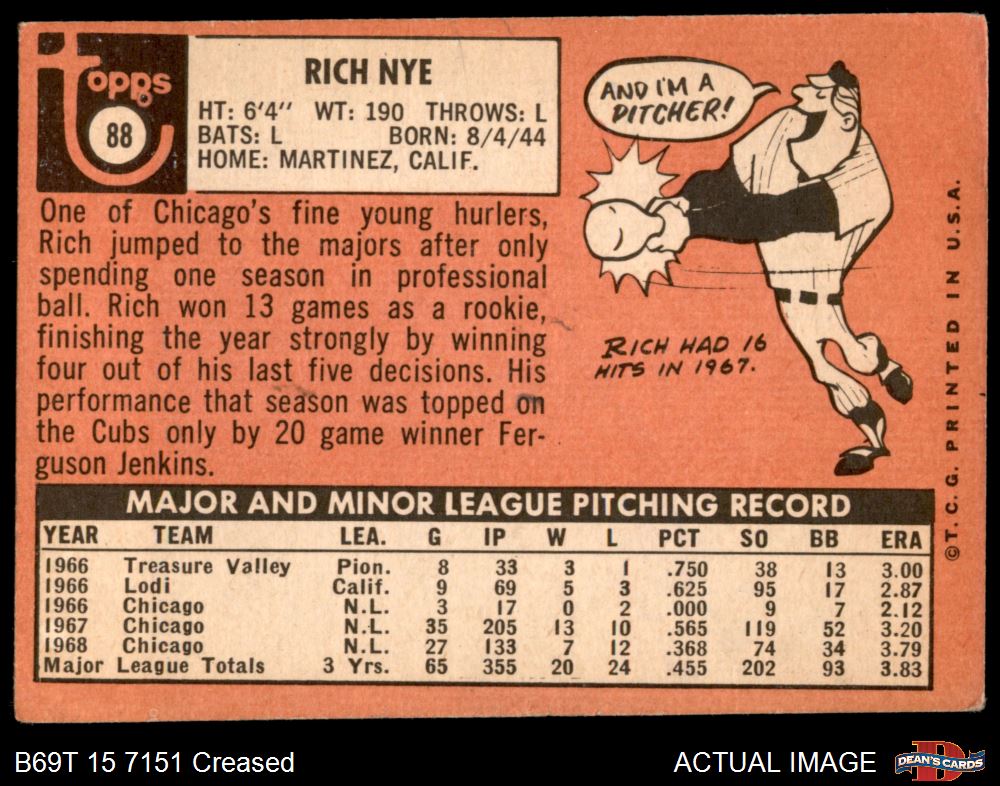 Topps
88
RICH NYE
HT: 6'4" WT: 190 THROWS: L
BATS: L BORN: 8/4/44
HOME: MARTINEZ, CALIF.
One of Chicago's fine young hurlers,
Rich jumped to the majors after only
spending one season in professional
ball. Rich won 13 games as a rookie,
finishing the year strongly by winning
four out of his last five decisions. His
performance that season was topped on
the Cubs only by 20 game winner Fer-
guson Jenkins.
AND I'M A
PITCHER!
RICH HAD 16
HITS IN 1967.
©T.C.G. PRINTED IN U.S.A.
MAJOR AND MINOR LEAGUE PITCHING RECORD
YEAR TEAM LEA. G IP W L PCT SO BB ERA
1966 Treasure Valley Pion. 8 33 3 1 .750 38 13 3.00
1966 Lodi Calif. 9 69 5 3 .625 95 17 2.87
1966 Chicago N.L. 3 17 0 2 .000 9 7 2.12
1967 Chicago N.L. 35 205 13 10 .565 119 52 3.20
1968 Chicago N.L. 27 133 7 12 .368 74 34 3.79
Major League Totals 3 Yrs. 65 355 20 24 .455 202 93 3.83
B69T 15 7151 Creased
ACTUAL IMAGE
D
DEAN'S CARDS